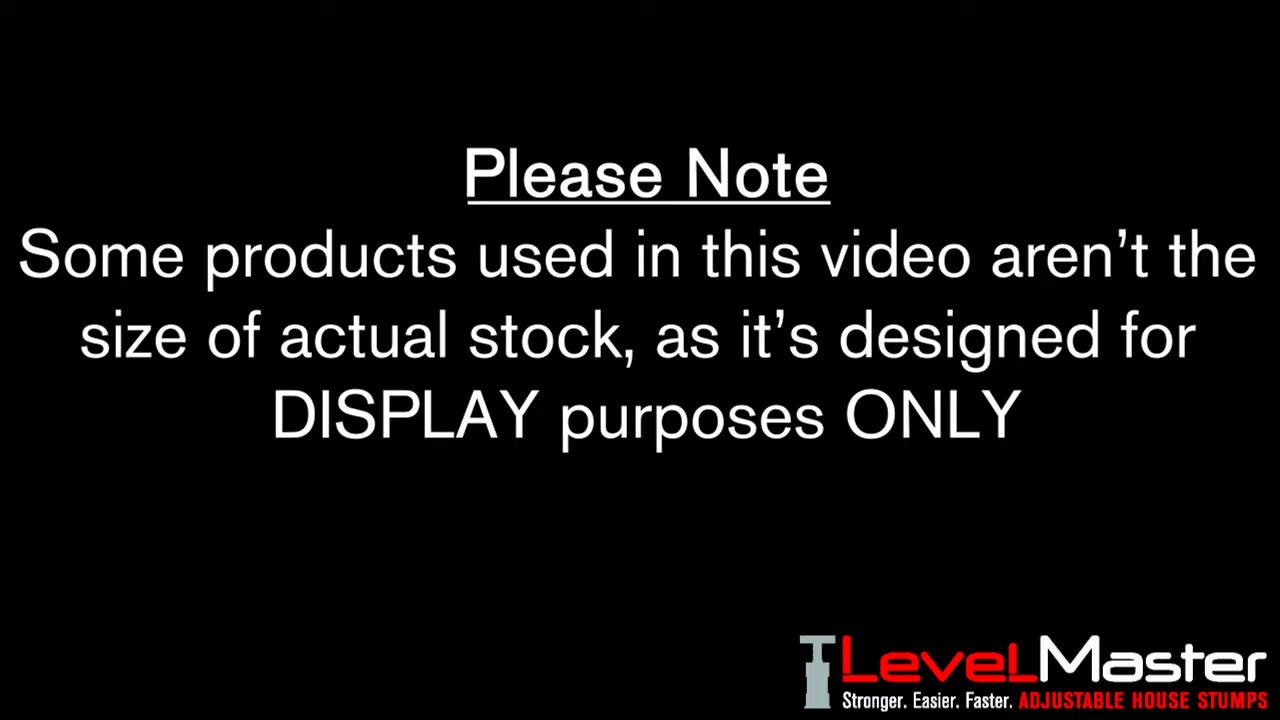 Please Note
Some products used in this video aren’t the
size of actual stock, as it’s designed for
DISPLAY purposes ONLY
LeveLMaster
Stronger. Easier. Faster. ADJUSTABLE HOUSE STUMPS